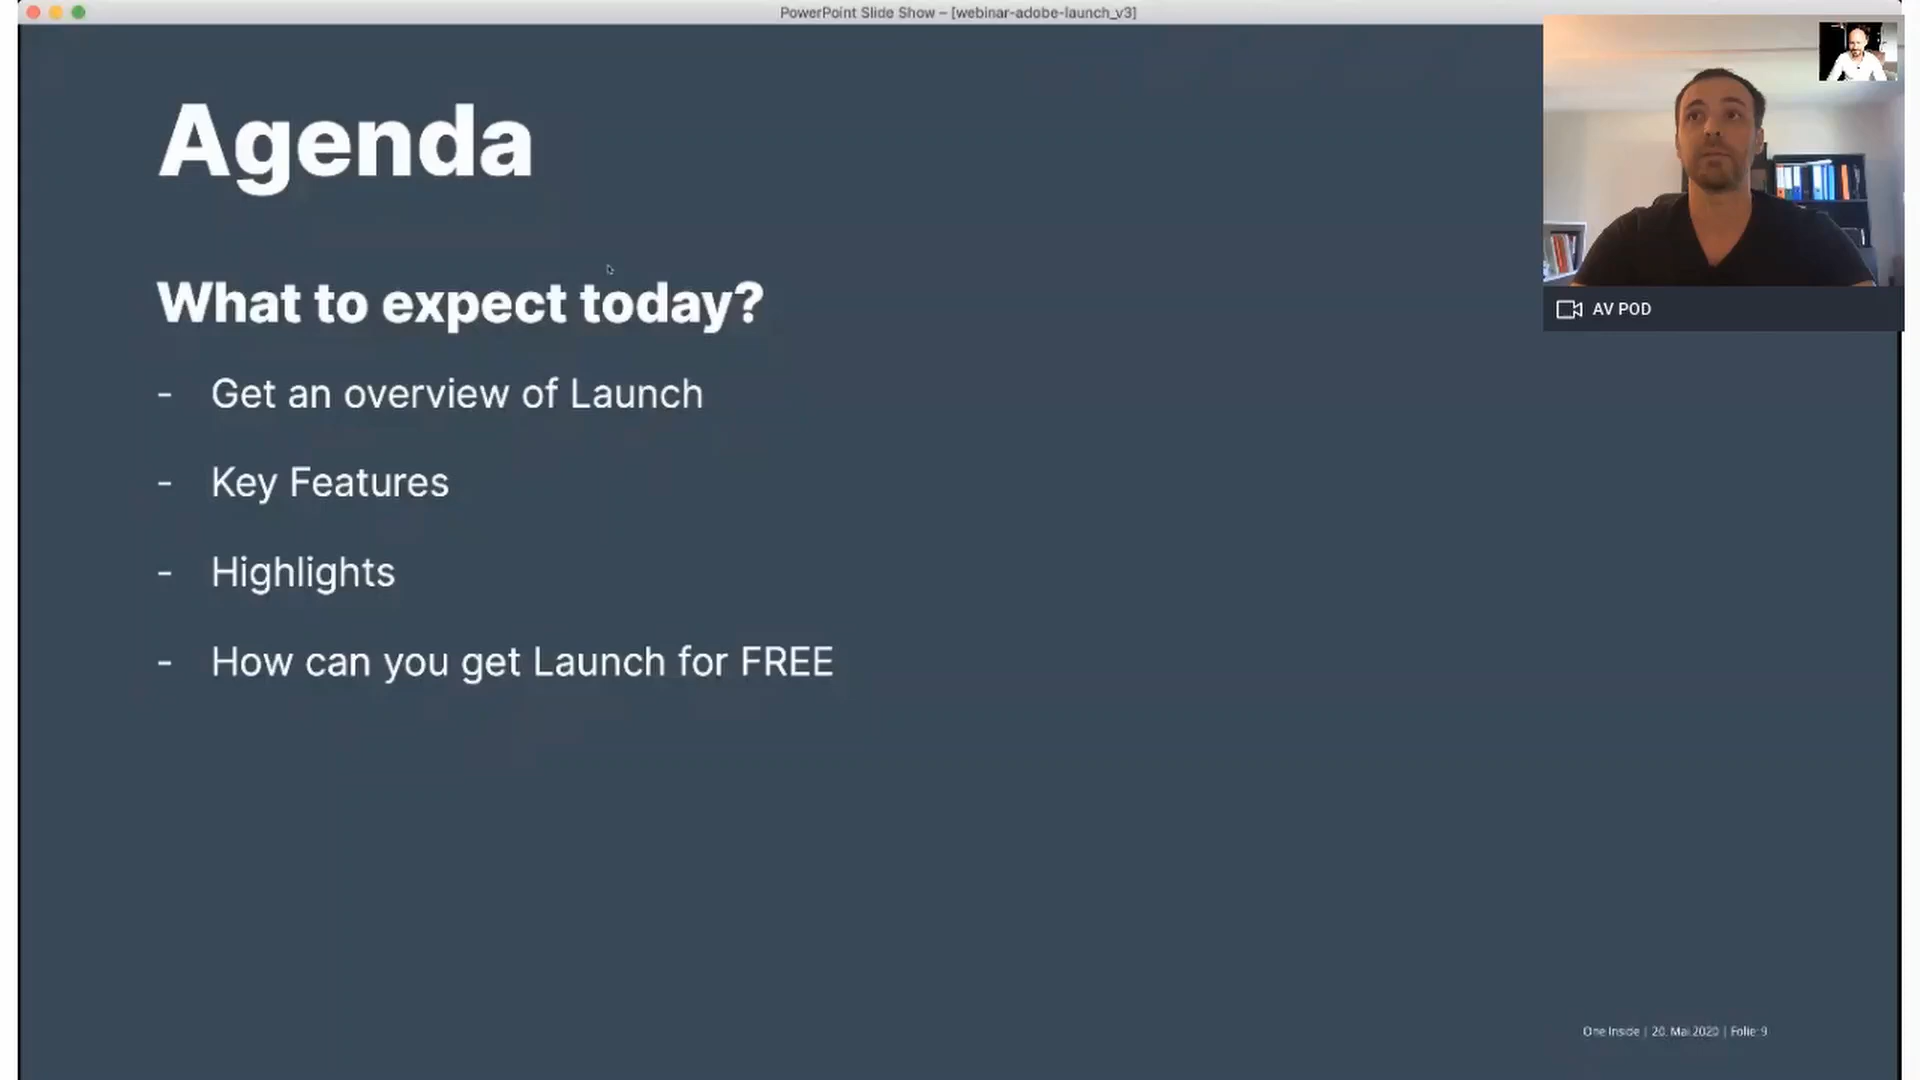 PowerPoint Slide Show – [webinar-adobe-launch_v3]
Agenda
What to expect today?
- Get an overview of Launch
- Key Features
- Highlights
- How can you get Launch for FREE
AV POD
One Inside | 20. Mai 2020 | Folie: 9